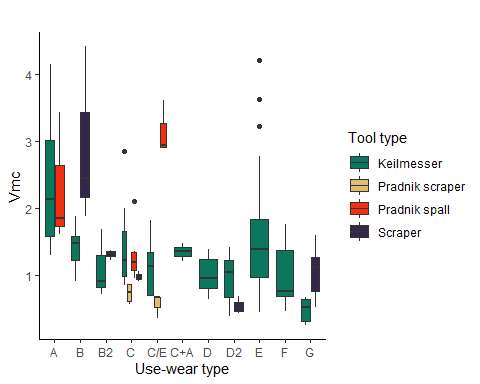 4
3
2
1
Vmc
A B B2 C C/E C+A D D2 E F G
Use-wear type
Tool type
Keilmesser
Pradnik scraper
Pradnik spall
Scraper